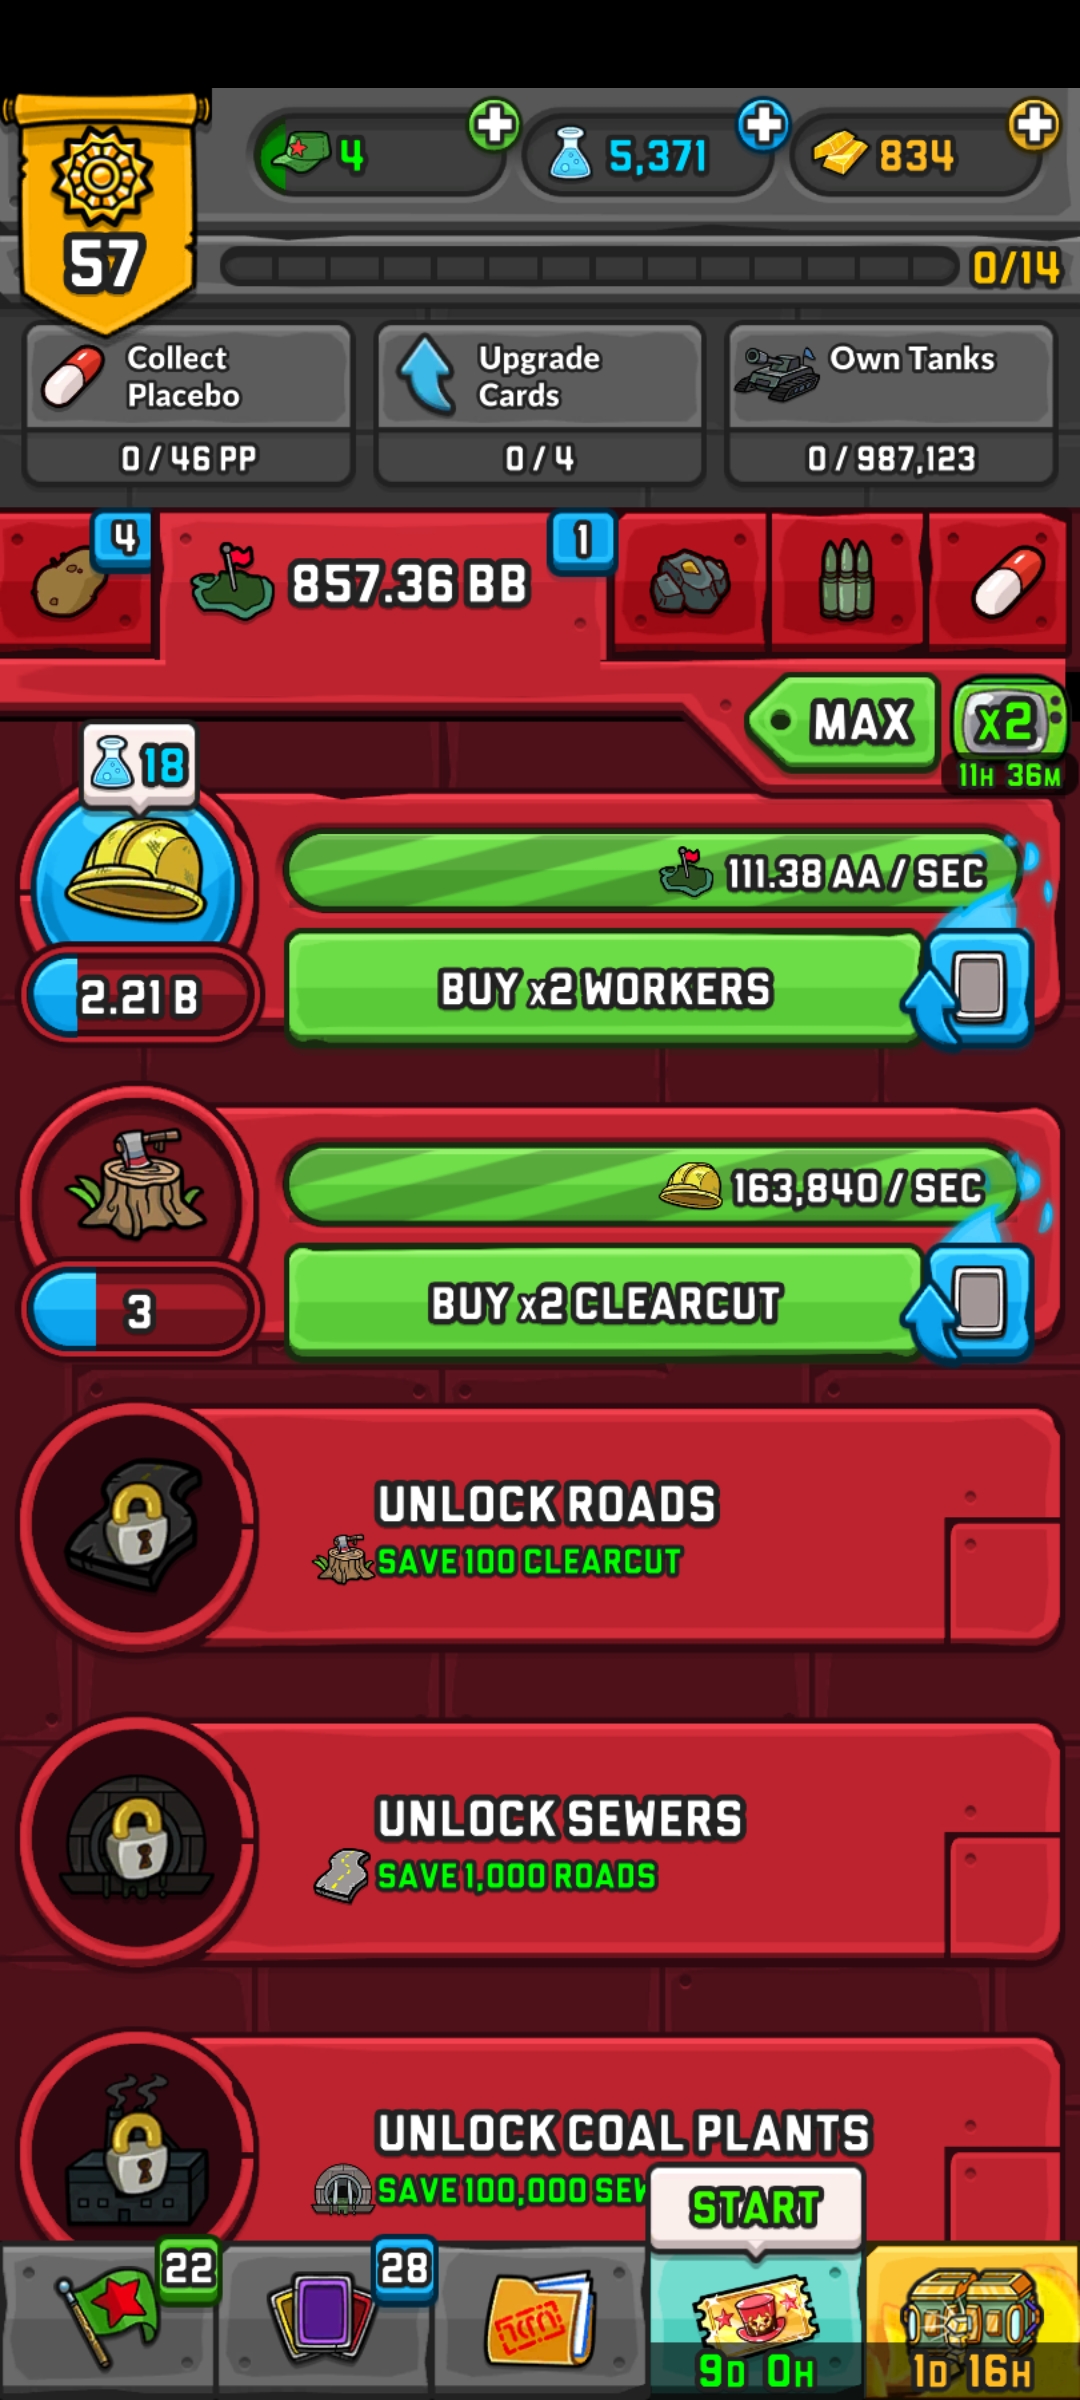 4
5,371
834
57
0/14
Collect
Placebo
0 / 46 PP
Upgrade
Cards
0 / 4
Own Tanks
0 / 987,123
4
857.36 BB
1
MAX
x2
11H 36M
18
111.38 AA / SEC
2.21 B
BUY x2 WORKERS
163,840 / SEC
3
BUY x2 CLEARCUT
UNLOCK ROADS
SAVE 100 CLEARCUT
UNLOCK SEWERS
SAVE 1,000 ROADS
UNLOCK COAL PLANTS
SAVE 100,000 SEW
START
22
28
9D 0H
1D 16H